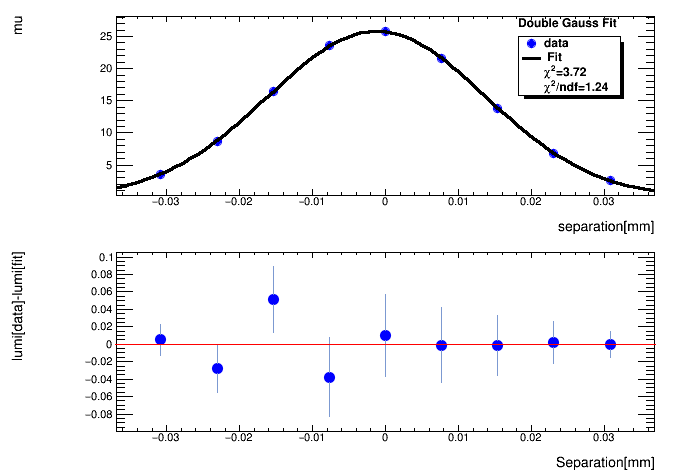 mu
Double Gauss Fit
data
Fit
χ²=3.72
χ²/ndf=1.24
25
20
15
10
5
−0.03 −0.02 −0.01 0 0.01 0.02 0.03
separation[mm]
lumi[data]-lumi[fit]
0.1
0.08
0.06
0.04
0.02
0
−0.02
−0.04
−0.06
−0.08
−0.03 −0.02 −0.01 0 0.01 0.02 0.03
Separation[mm]